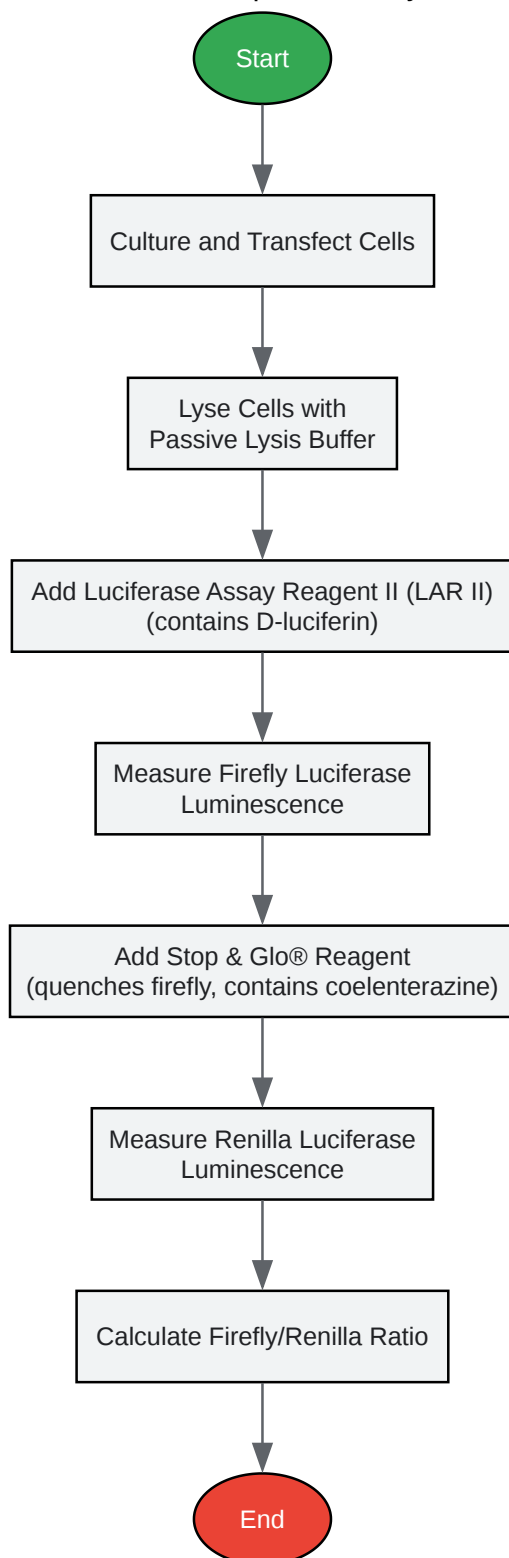 Start
Culture and Transfect Cells
Lyse Cells with
Passive Lysis Buffer
Add Luciferase Assay Reagent II (LAR II)
(contains D-luciferin)
Measure Firefly Luciferase
Luminescence
Add Stop & Glo® Reagent
(quenches firefly, contains coelenterazine)
Measure Renilla Luciferase
Luminescence
Calculate Firefly/Renilla Ratio
End